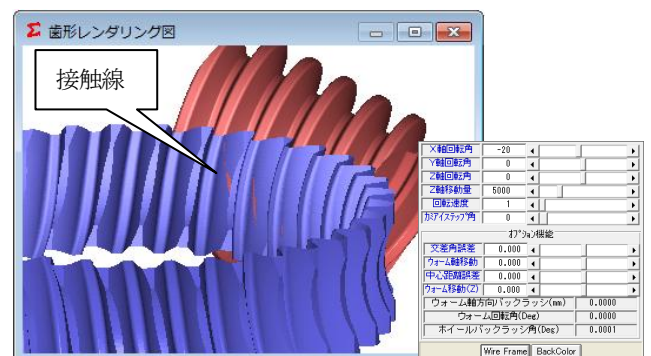 歯形レンダリング図
接触線
X軸回転角 -20
Y軸回転角 0
Z軸回転角 0
Z軸移動量 5000
回転速度 1
カミアイステップ角 0
オプション機能
交差角誤差 0.000
ウォーム軸移動 0.000
中心距離誤差 0.000
ウォーム移動(Z) 0.000
ウォーム軸方向バックラッシ(mm) 0.0000
ウォーム回転角(Deg) 0.0000
ホイールバックラッシ角(Deg) 0.0001
Wire Frame BackColor